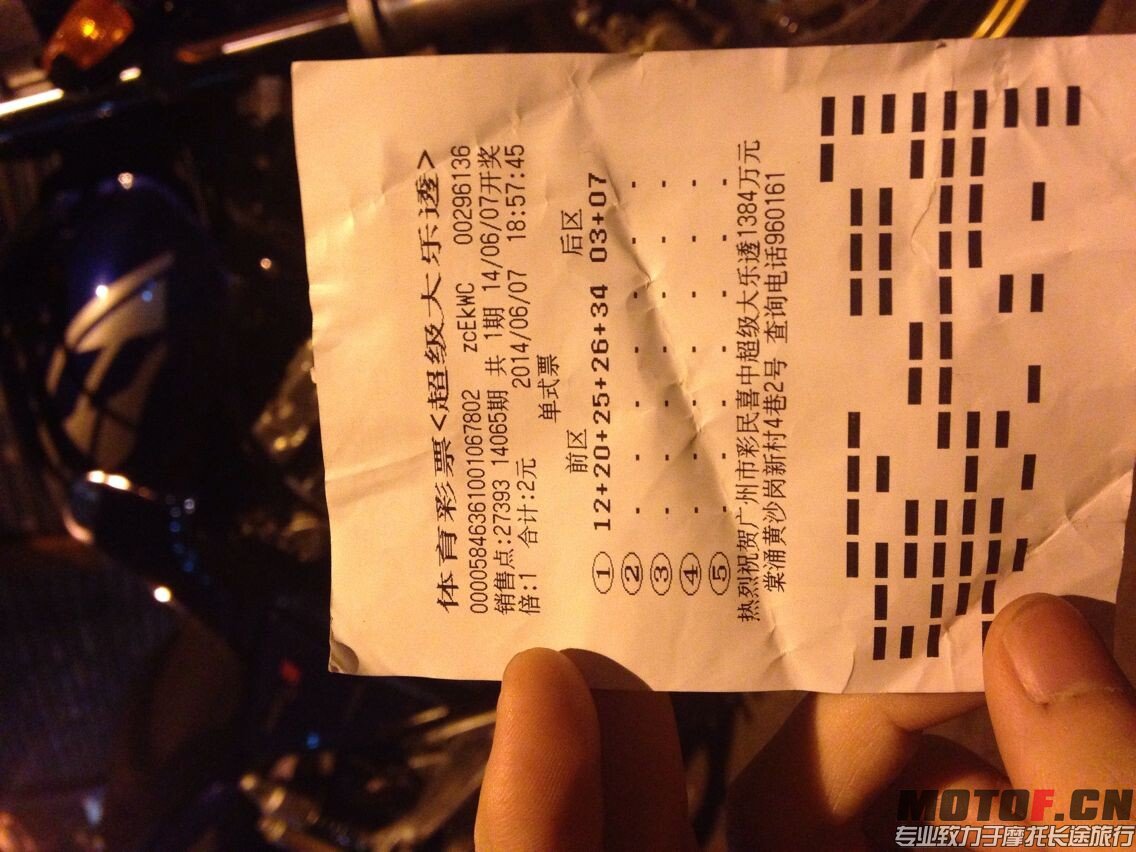 体育彩票<超级大乐透>
000058463610010678​02 zcEkWC 00296136
销售点:27393 14065期 共 1期 14/06/07开奖
倍:1 合计:2元 2014/06/07 18:57:45
单式票
前区 后区
① 12+20+25+26+34 03+07
② . . . . . . .
③ . . . . . . .
④ . . . . . . .
⑤ . . . . . . .
热烈祝贺广州市彩民喜中超级大乐透1384万元
棠涌黄沙岗新村4巷2号 查询电话960161
MOTOF.CN
专业致力于摩托长途旅行